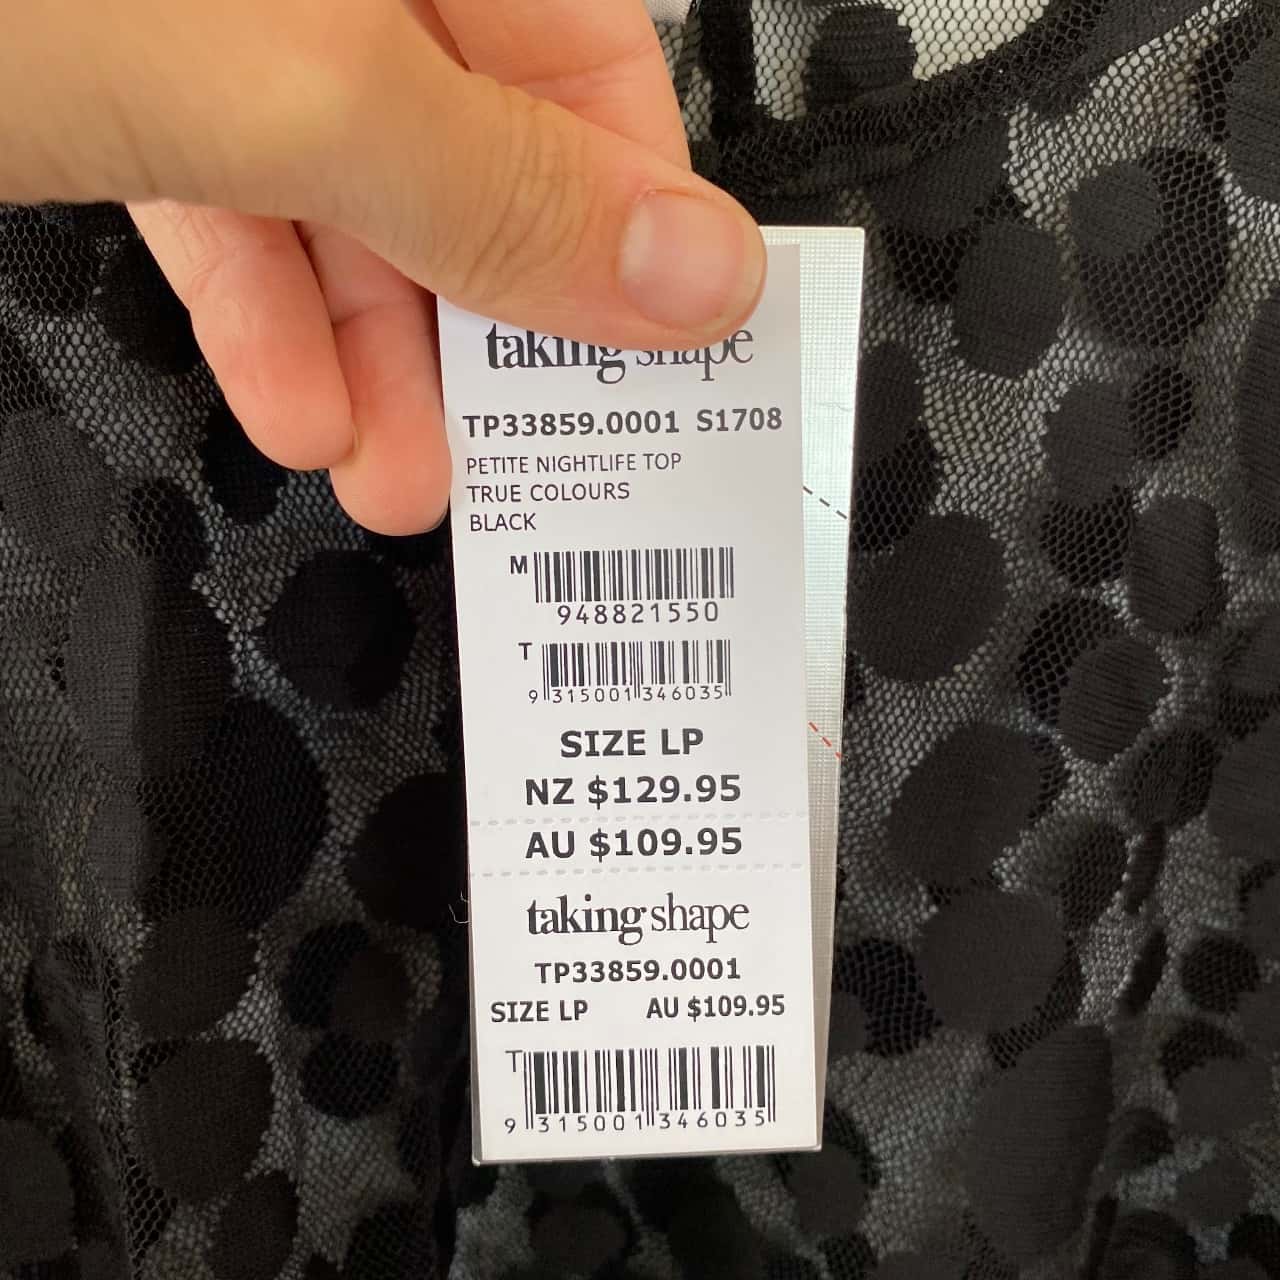 taking shape
TP33859.0001 S1708
PETITE NIGHTLIFE TOP
TRUE COLOURS
BLACK
M
948821550
T
9 315001 346035
SIZE LP
NZ $129.95
AU $109.95
taking shape
TP33859.0001
SIZE LP AU $109.95
T
9 315001 346035